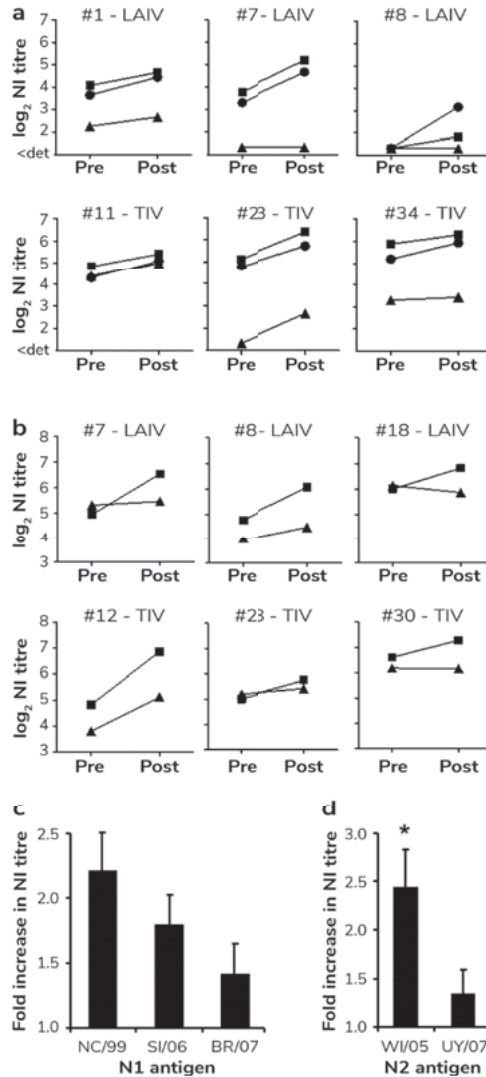 a
#1 - LAIV #7 - LAIV #8 - LAIV
log2 NI titre
7
6
5
4
3
2
<det
Pre Post Pre Post Pre Post
#11 - TIV #23 - TIV #34 - TIV
log2 NI titre
7
6
5
4
3
2
<det
Pre Post Pre Post Pre Post
b
#7 - LAIV #8- LAIV #18 - LAIV
log2 NI titre
8
7
6
5
4
3
Pre Post Pre Post Pre Post
#12 - TIV #23 - TIV #30 - TIV
log2 NI titre
8
7
6
5
4
3
Pre Post Pre Post Pre Post
c
Fold increase in NI titre
2.5
2.0
1.5
1.0
NC/99 SI/06 BR/07
N1 antigen
d
Fold increase in NI titre
3.0
2.5
2.0
1.5
1.0
*
WI/05 UY/07
N2 antigen